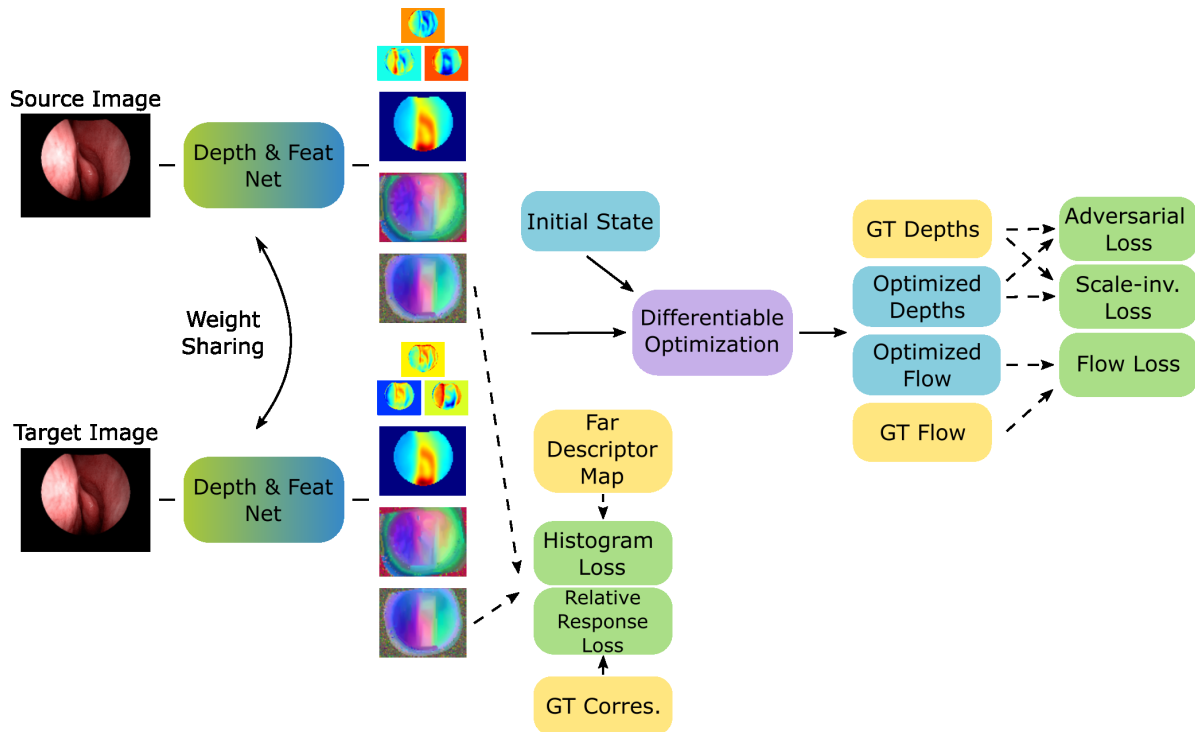 Source Image
Depth & Feat
Net
Weight
Sharing
Target Image
Depth & Feat
Net
Initial State
Differentiable
Optimization
Far
Descriptor
Map
Histogram
Loss
Relative
Response
Loss
GT Corres.
GT Depths
Optimized
Depths
Optimized
Flow
GT Flow
Adversarial
Loss
Scale-inv.
Loss
Flow Loss